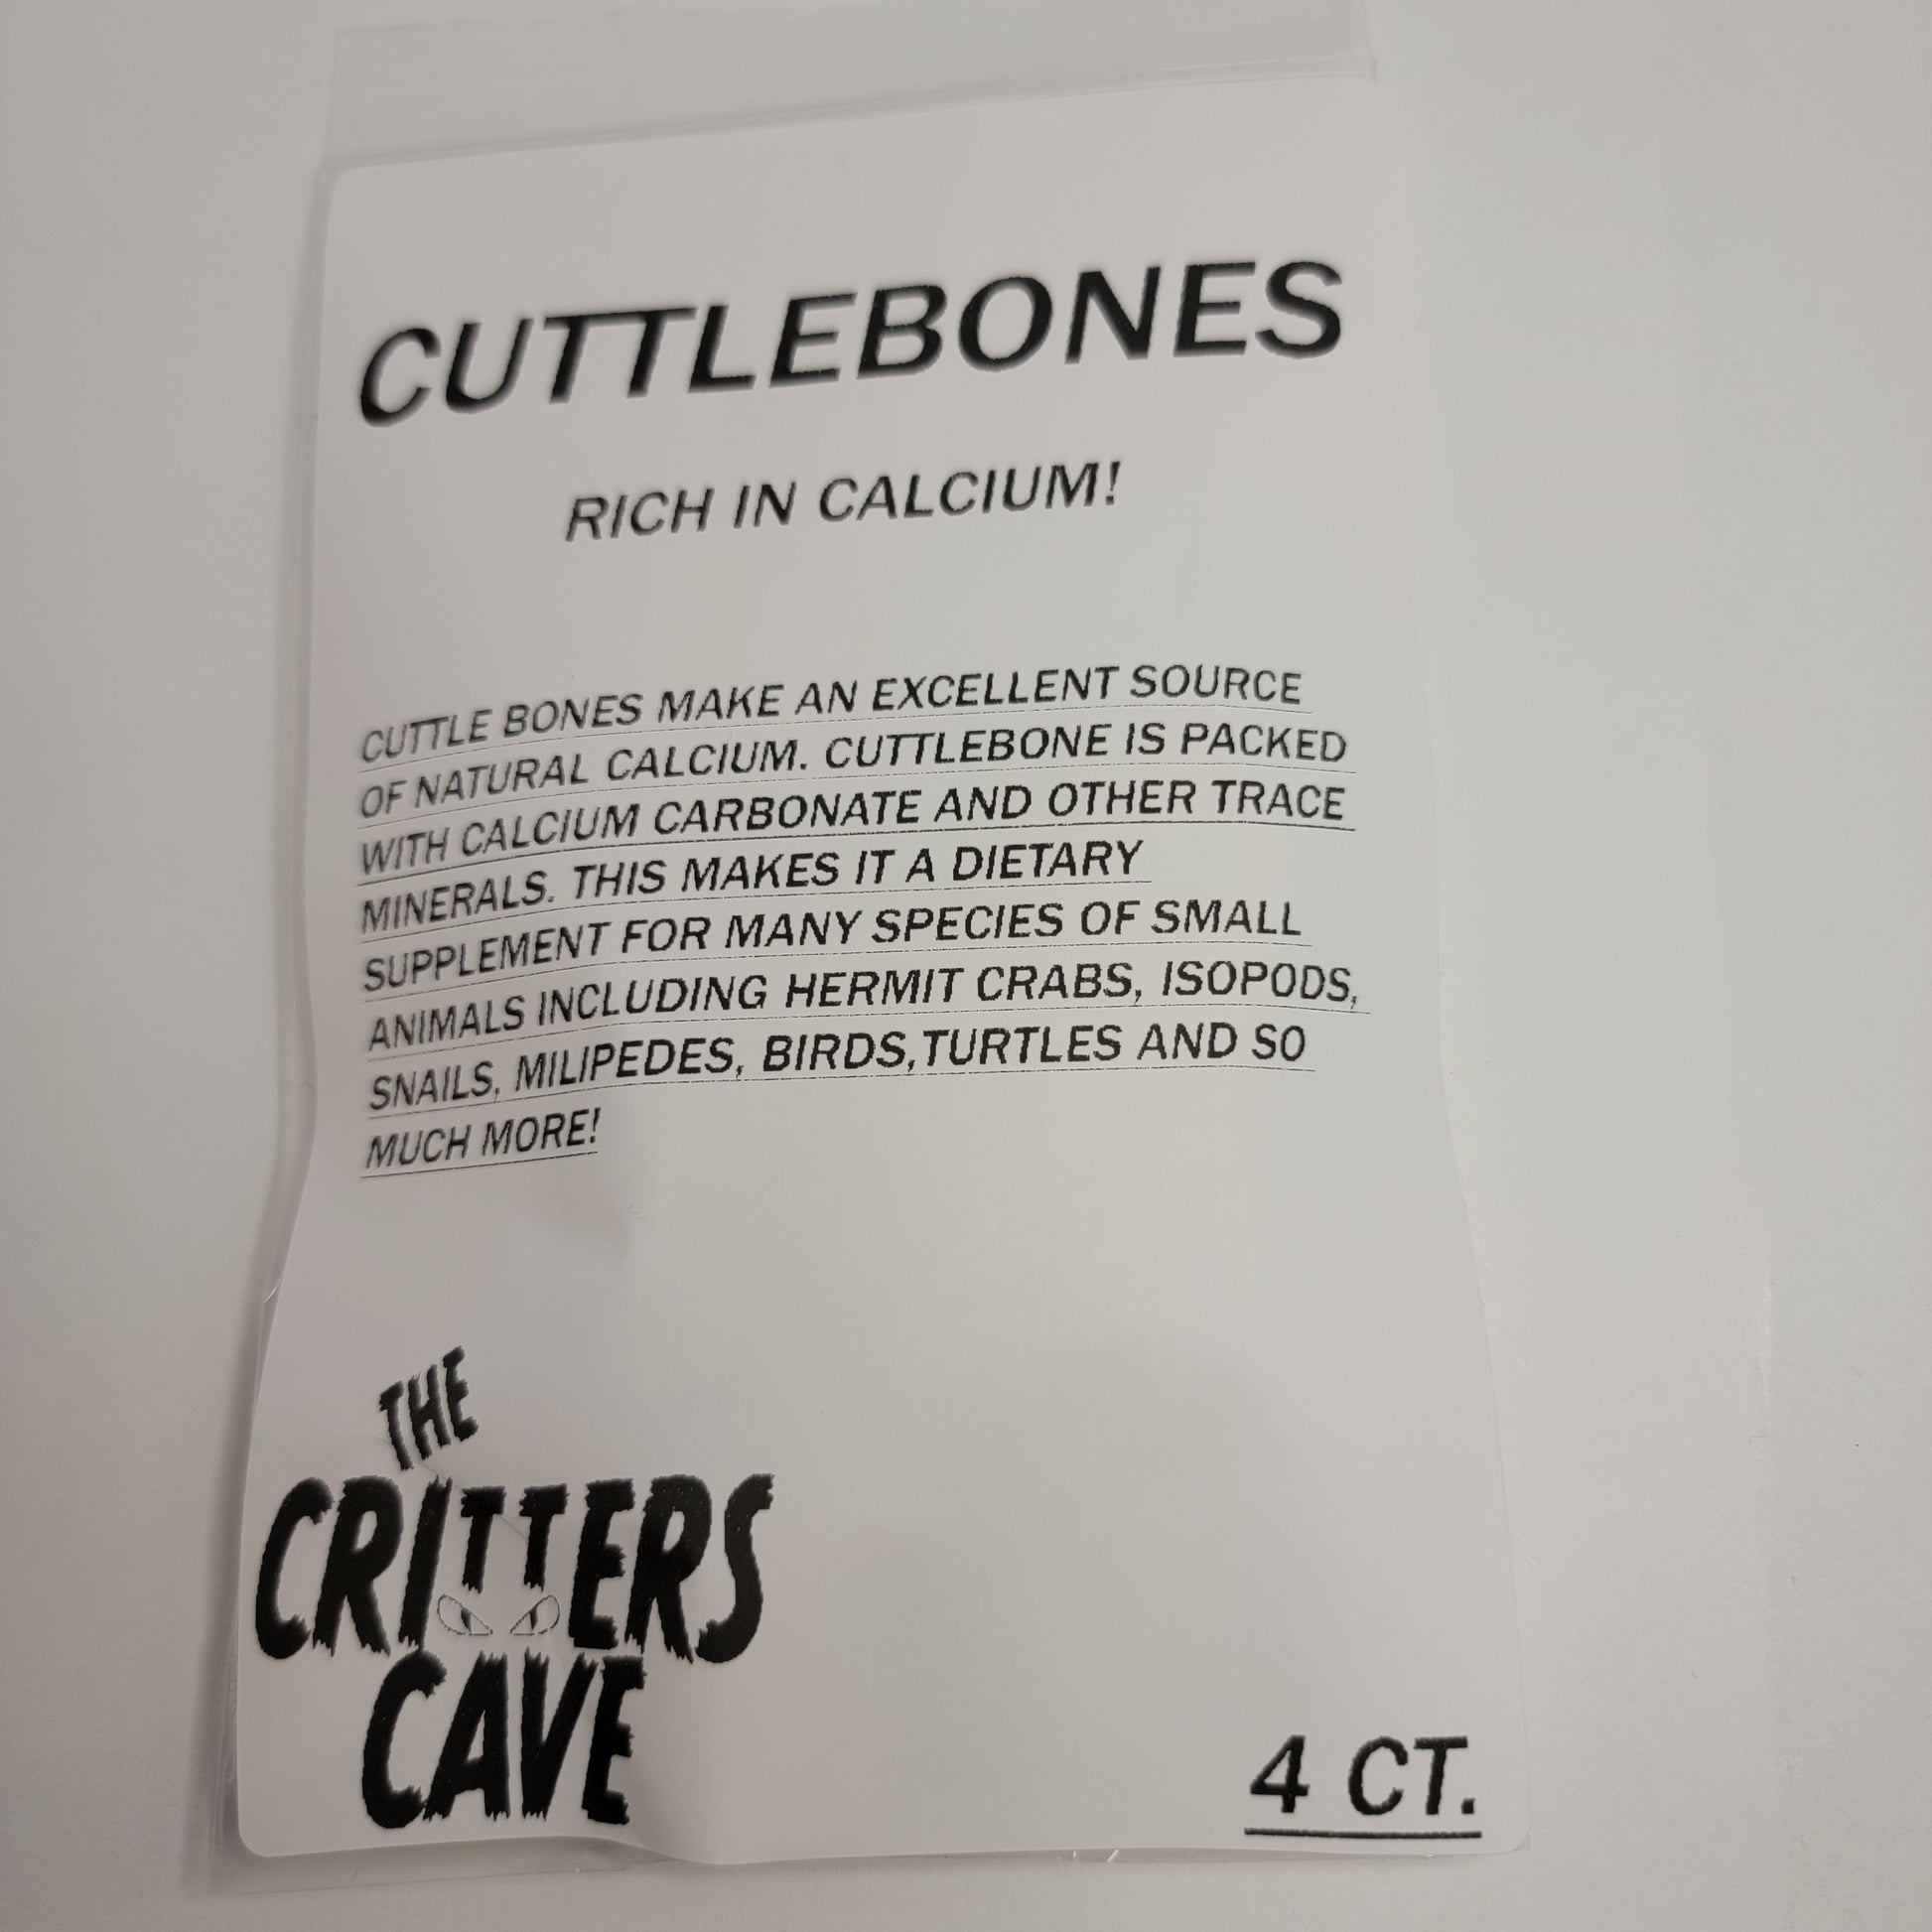 CUTTLEBONES
RICH IN CALCIUM!
CUTTLE BONES MAKE AN EXCELLENT SOURCE
OF NATURAL CALCIUM. CUTTLEBONE IS PACKED
WITH CALCIUM CARBONATE AND OTHER TRACE
MINERALS. THIS MAKES IT A DIETARY
SUPPLEMENT FOR MANY SPECIES OF SMALL
ANIMALS INCLUDING HERMIT CRABS, ISOPODS,
SNAILS, MILIPEDES, BIRDS,TURTLES AND SO
MUCH MORE!
THE
CRITTERS
CAVE
4 CT.